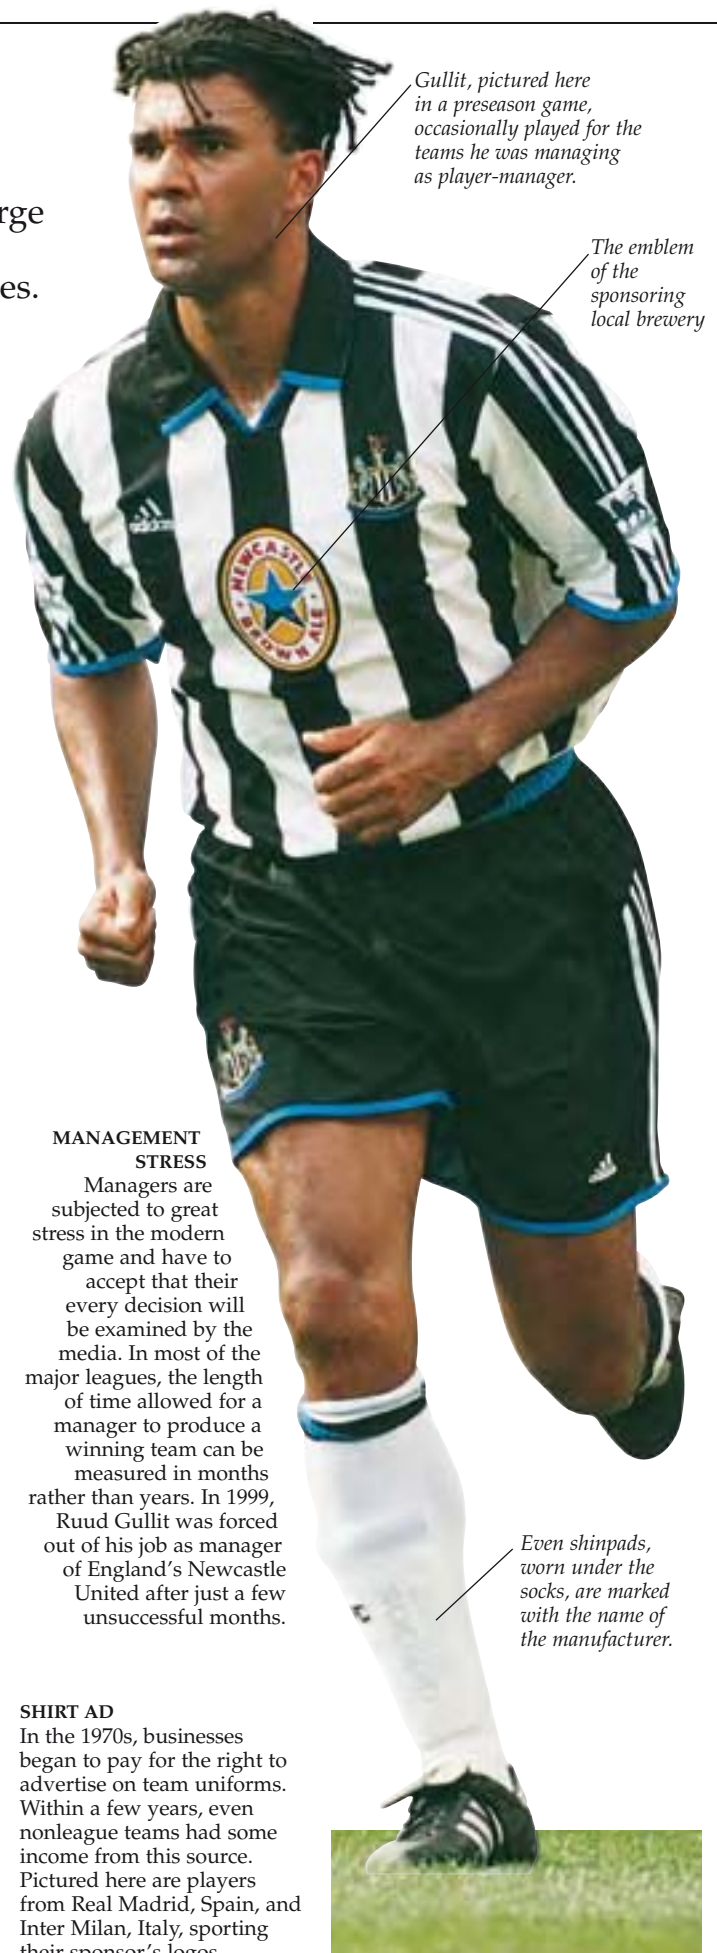 rge
es.
Gullit, pictured here
in a preseason game,
occasionally played for the
teams he was managing
as player-manager.
The emblem
of the
sponsoring
local brewery
adidas
NEWCASTLE
BROWN ALE
MANAGEMENT
STRESS
Managers are
subjected to great
stress in the modern
game and have to
accept that their
every decision will
be examined by the
media. In most of the
major leagues, the length
of time allowed for a
manager to produce a
winning team can be
measured in months
rather than years. In 1999,
Ruud Gullit was forced
out of his job as manager
of England's Newcastle
United after just a few
unsuccessful months.
Even shinpads,
worn under the
socks, are marked
with the name of
the manufacturer.
SHIRT AD
In the 1970s, businesses
began to pay for the right to
advertise on team uniforms.
Within a few years, even
nonleague teams had some
income from this source.
Pictured here are players
from Real Madrid, Spain, and
Inter Milan, Italy, sporting
their sponsor's logos.